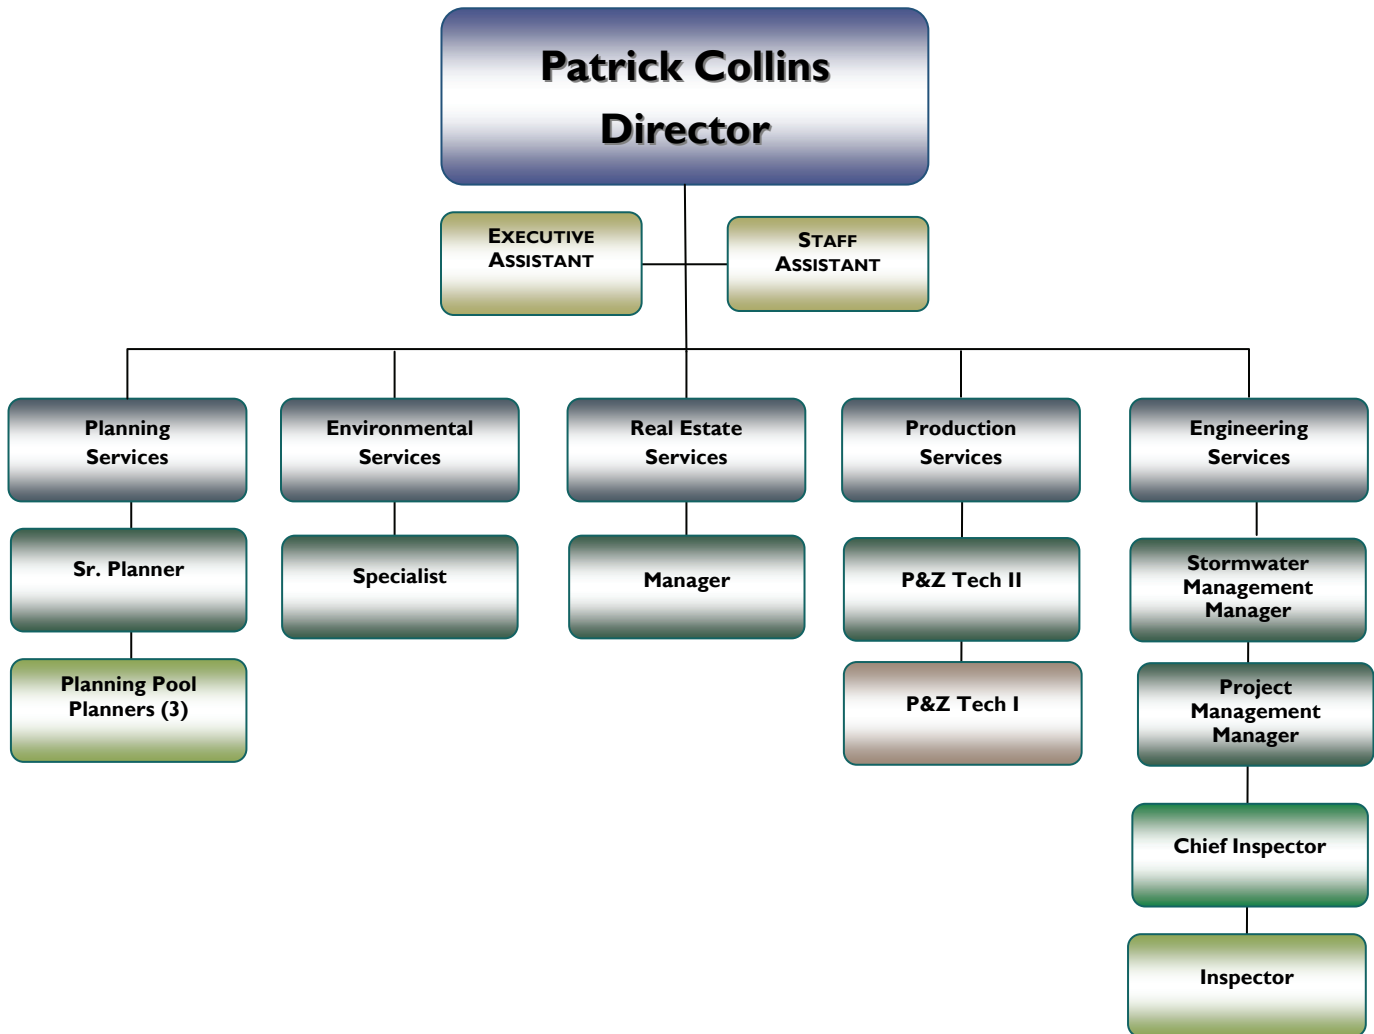 Patrick Collins
Director
EXECUTIVE
ASSISTANT
STAFF
ASSISTANT
Planning
Services
Environmental
Services
Real Estate
Services
Production
Services
Engineering
Services
Sr. Planner
Specialist
Manager
P&Z Tech II
Stormwater
Management
Manager
Planning Pool
Planners (3)
P&Z Tech I
Project
Management
Manager
Chief Inspector
Inspector